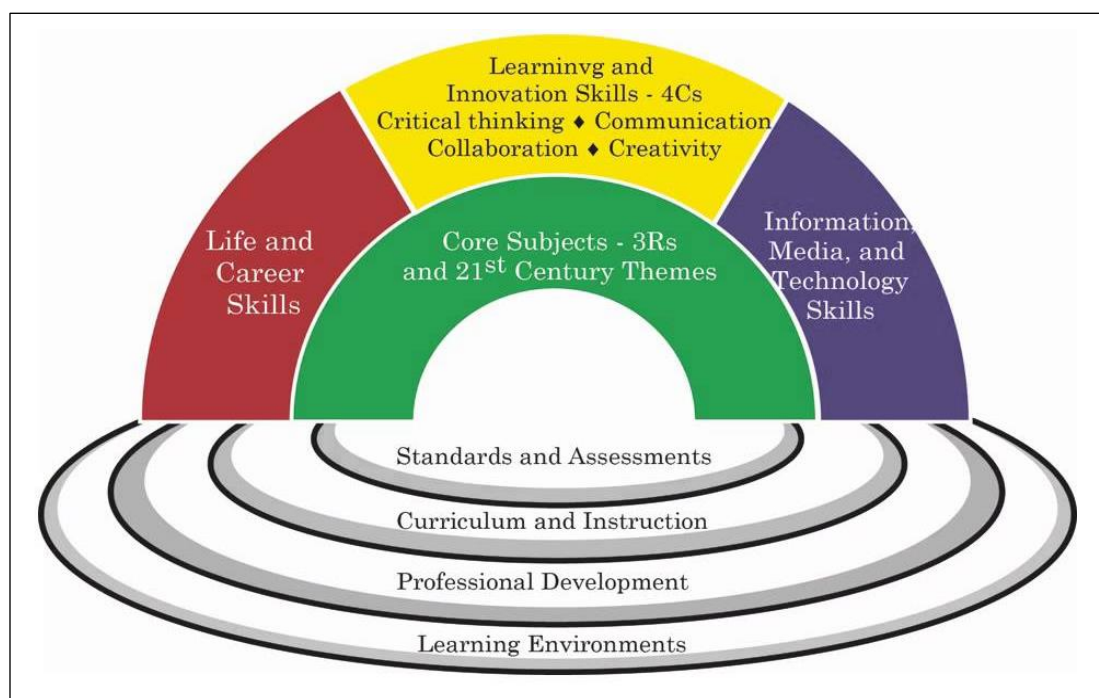 Learninvg and
Innovation Skills - 4Cs
Critical thinking ♦ Communication
Collaboration ♦ Creativity
Life and
Career
Skills
Core Subjects - 3Rs
and 21st Century Themes
Information,
Media, and
Technology
Skills
Standards and Assessments
Curriculum and Instruction
Professional Development
Learning Environments